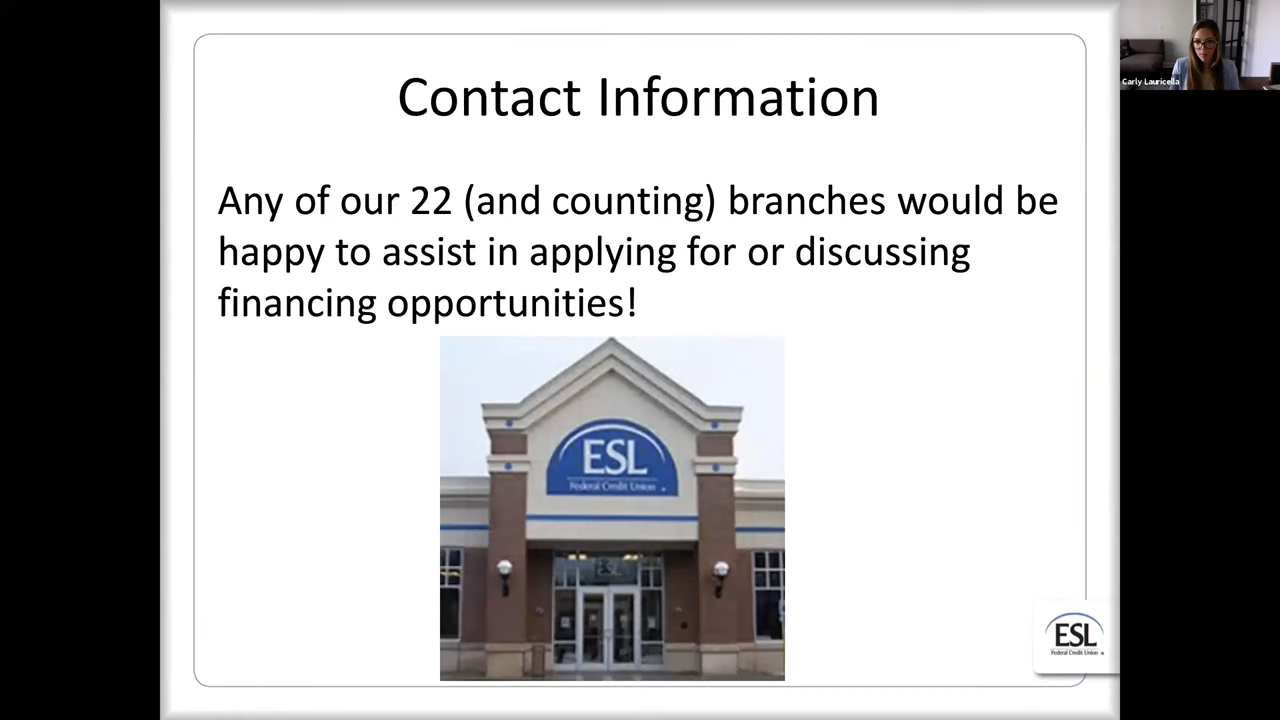 Contact Information
Carly Lauricella
Any of our 22 (and counting) branches would be
happy to assist in applying for or discussing
financing opportunities!
ESL
Federal Credit Union
ESL
Federal Credit Union